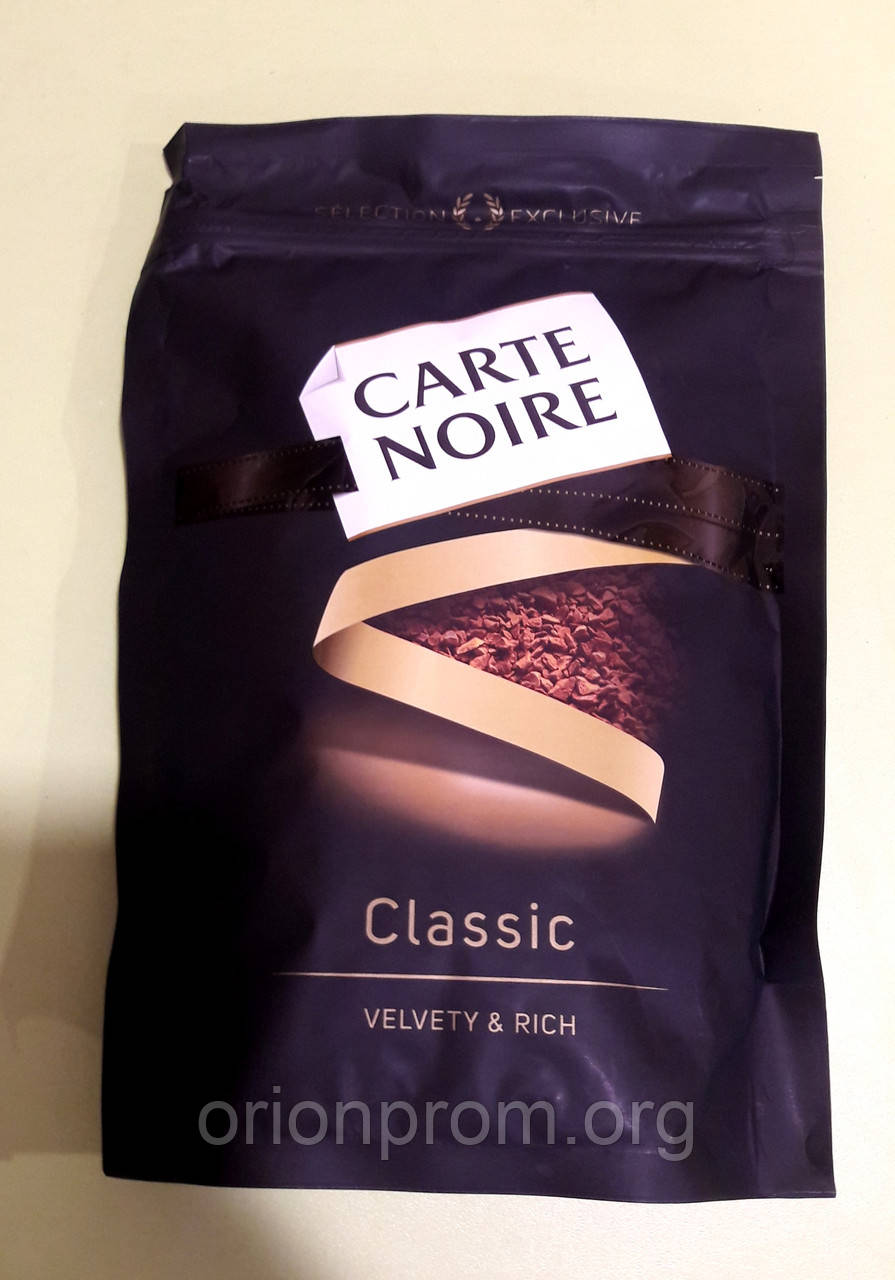 SÉLECTION EXCLUSIVE
CARTE
NOIRE
Classic
VELVETY & RICH
orionprom.org